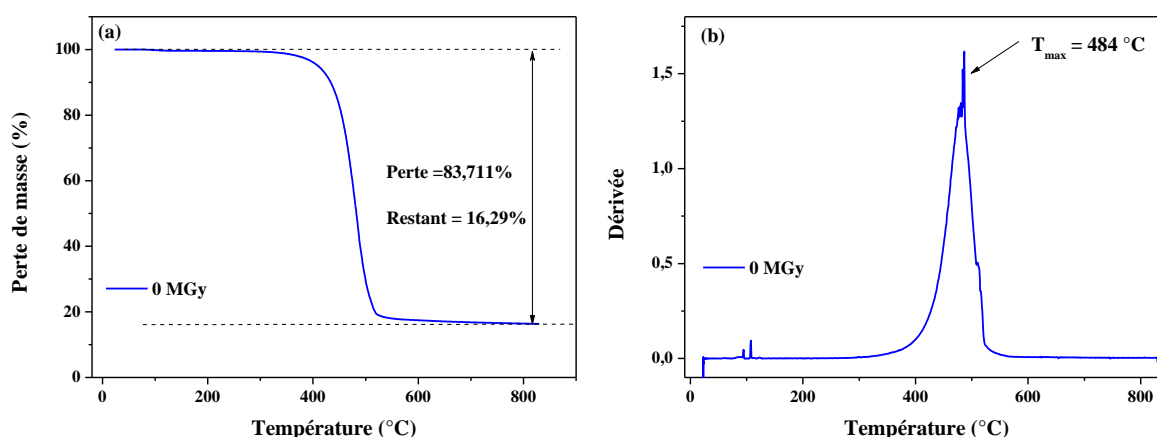 (a)
100
80
60
40
20
0
Perte de masse (%)
Perte =83,711%
Restant = 16,29%
0 MGy
0
200
400
600
800
Température (°C)
(b)
T max = 484 °C
1,5
1,0
0,5
0,0
Dérivée
0 MGy
0
200
400
600
800
Température (°C)